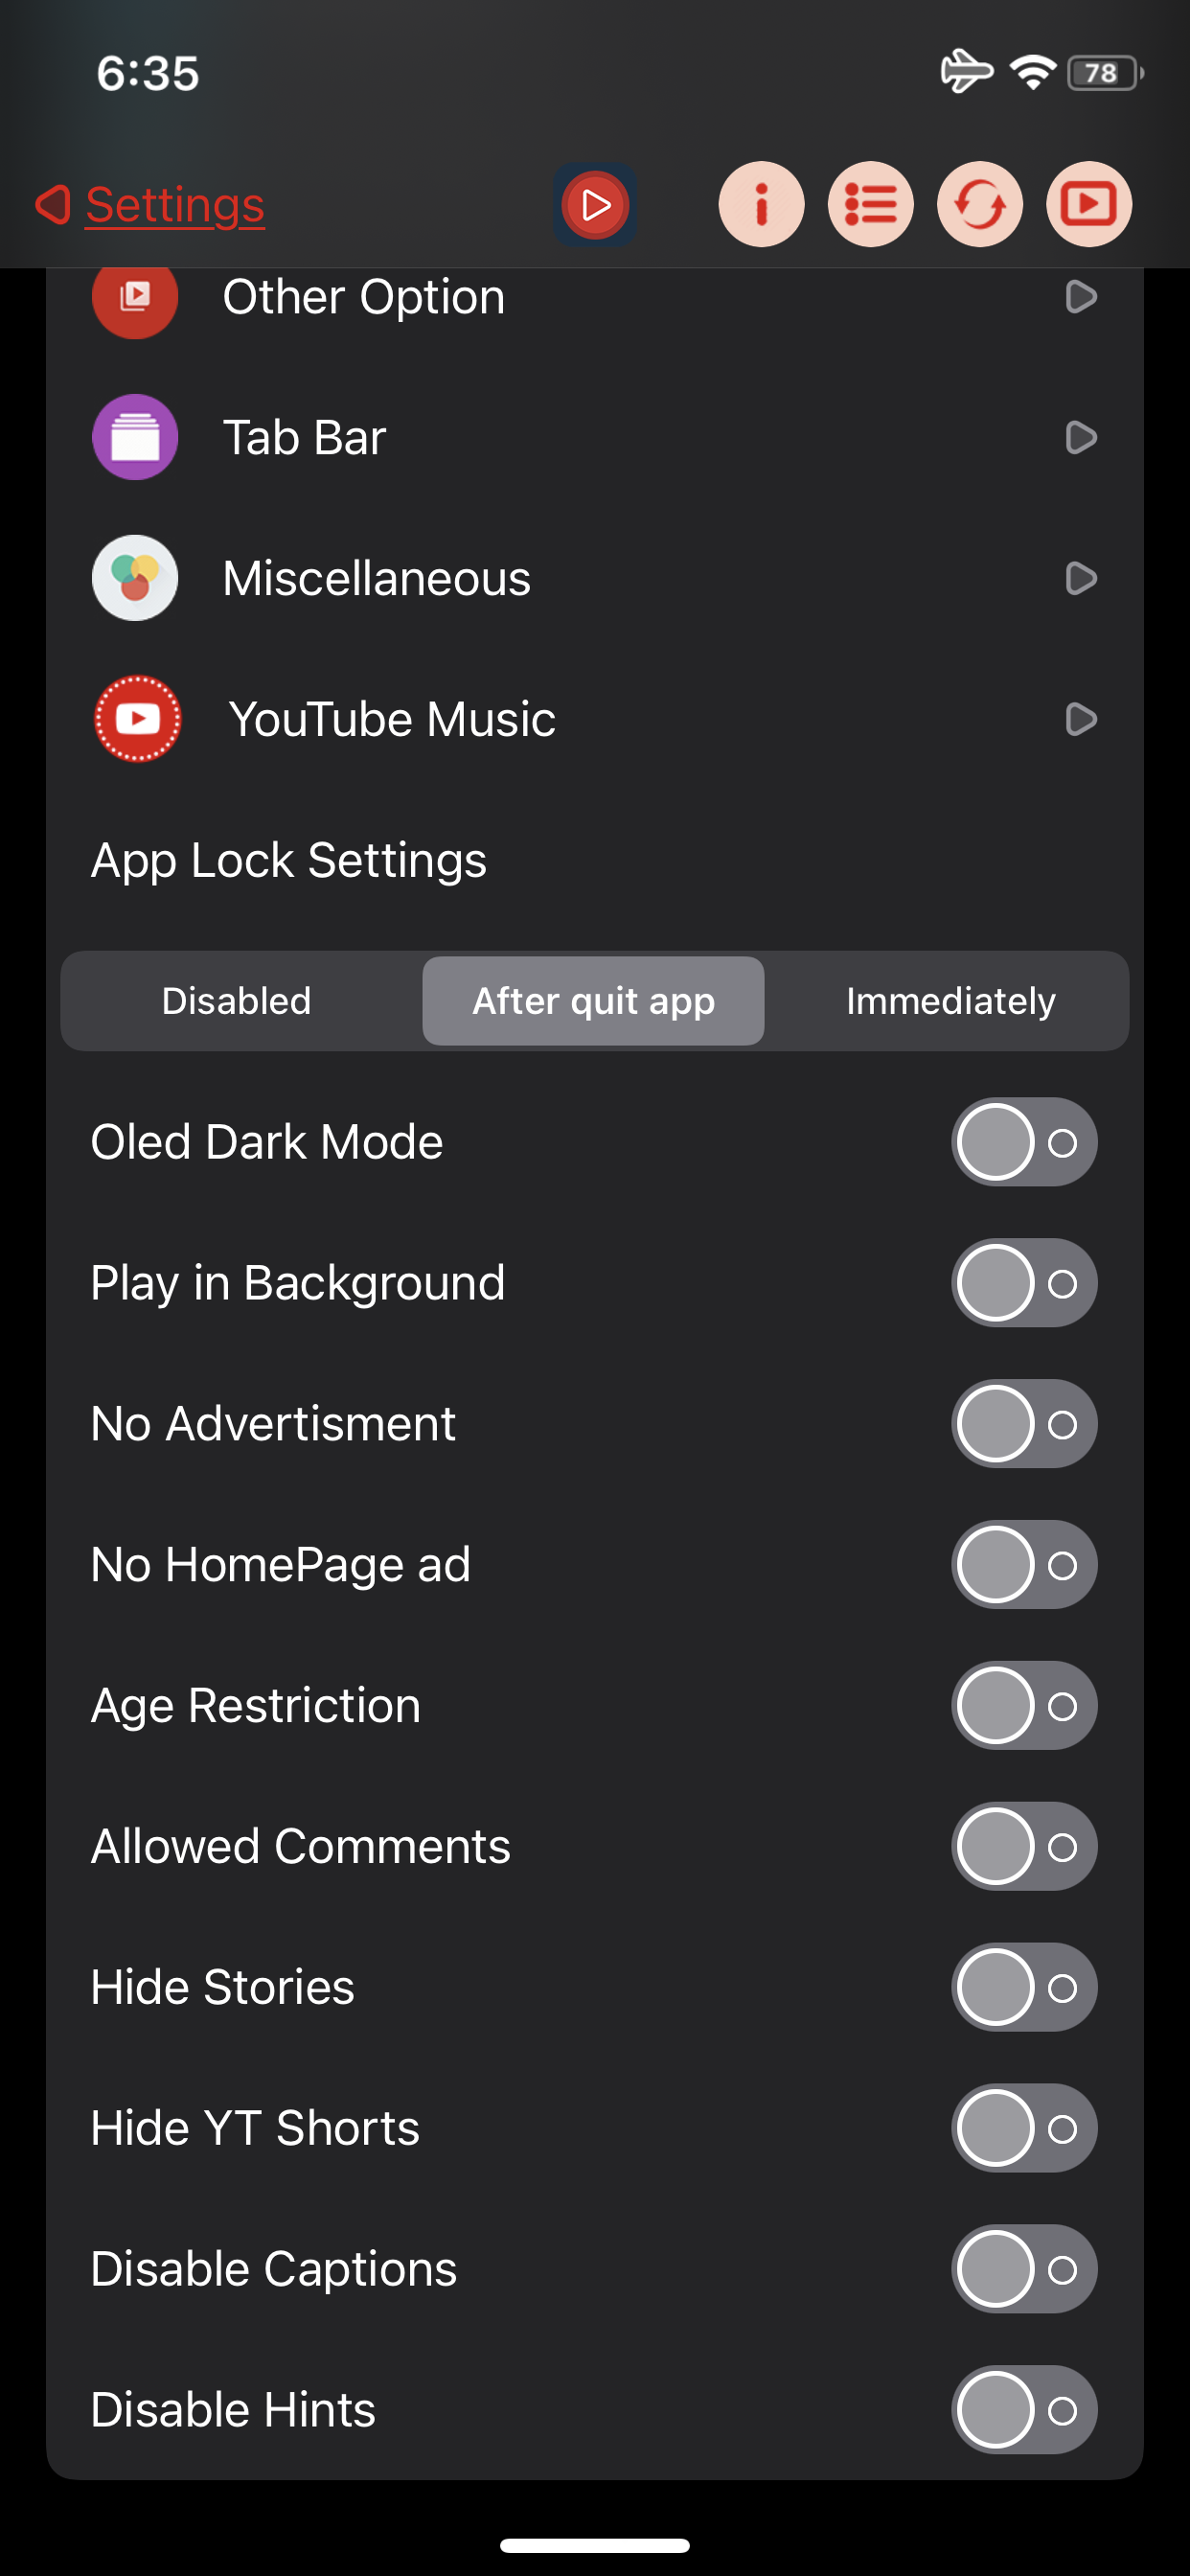 6:35
78
Settings
Other Option
Tab Bar
Miscellaneous
YouTube Music
App Lock Settings
Disabled
After quit app
Immediately
Oled Dark Mode
Play in Background
No Advertisment
No HomePage ad
Age Restriction
Allowed Comments
Hide Stories
Hide YT Shorts
Disable Captions
Disable Hints